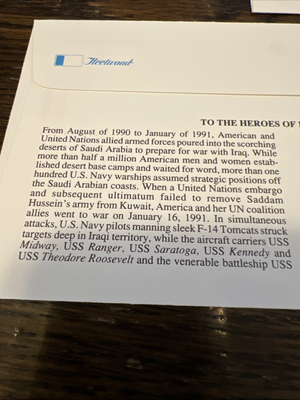 Fleetwood
TO THE HEROES OF
From August of 1990 to January of 1991, American and
United Nations allied armed forces poured into the scorching
deserts of Saudi Arabia to prepare for war with Iraq. While
more than half a million American men and women estab-
lished desert base camps and waited for word, more than one
hundred U.S. Navy warships assumed strategic positions off
the Saudi Arabian coasts. When a United Nations embargo
and subsequent ultimatum failed to remove Saddam
Hussein's army from Kuwait, America and her UN coalition
allies went to war on January 16, 1991. In simultaneous
attacks, U.S. Navy pilots manning sleek F-14 Tomcats struck
targets deep in Iraqi territory, while the aircraft carriers USS
Midway, USS Ranger, USS Saratoga, USS Kennedy and
USS Theodore Roosevelt and the venerable battleship USS